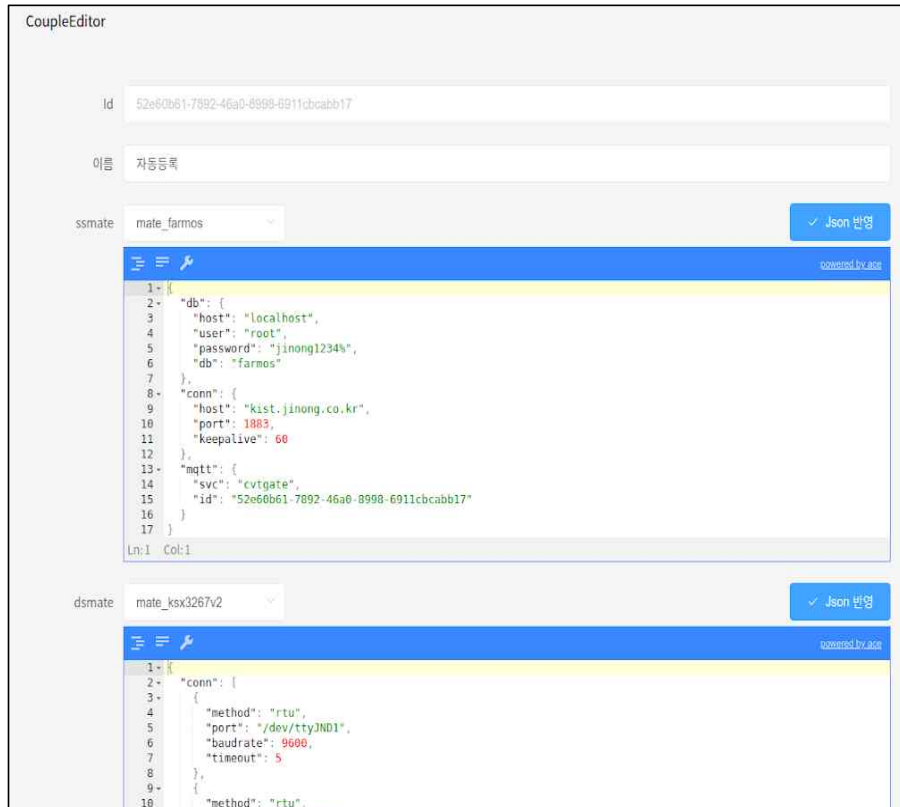 CoupleEditor
Id 52e60b61-7892-46a0-8998-6911cbcabb17
이름 자동등록
ssmate mate_farmos Json 반영
powered by ace
1 {
2 "db": {
3 "host": "localhost",
4 "user": "root",
5 "password": "jinong1234%",
6 "db": "farmos"
7 },
8 "conn": {
9 "host": "kist.jinong.co.kr",
10 "port": 1883,
11 "keepalive": 60
12 },
13 "mqtt": {
14 "svc": "cvtgate",
15 "id": "52e60b61-7892-46a0-8998-6911cbcabb17"
16 }
17 }
Ln:1 Col:1
dsmate mate_ksx3267v2 Json 반영
powered by ace
1 {
2 "conn": [
3 {
4 "method": "rtu",
5 "port": "/dev/ttyJND1",
6 "baudrate": 9600,
7 "timeout": 5
8 },
9 {
10 "method": "rtu",